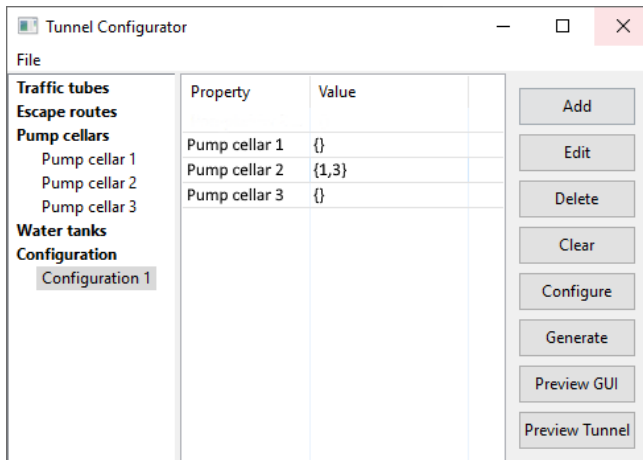 Tunnel Configurator
File
Traffic tubes
Escape routes
Pump cellars
Pump cellar 1
Pump cellar 2
Pump cellar 3
Water tanks
Configuration
Configuration 1
Property Value
Pump cellar 1 {}
Pump cellar 2 {1,3}
Pump cellar 3 {}
Add
Edit
Delete
Clear
Configure
Generate
Preview GUI
Preview Tunnel